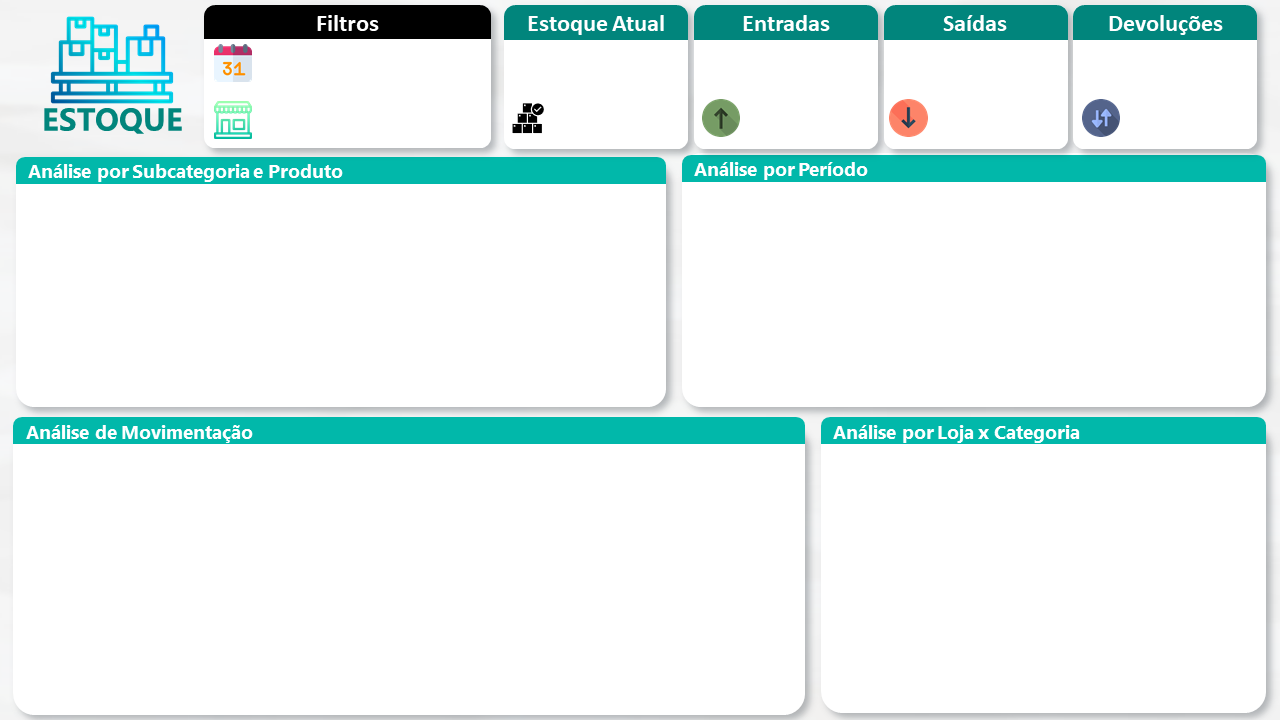 Filtros
Estoque Atual
Entradas
Saídas
Devoluções
31
ESTOQUE
Análise por Subcategoria e Produto
Análise por Período
Análise de Movimentação
Análise por Loja x Categoria